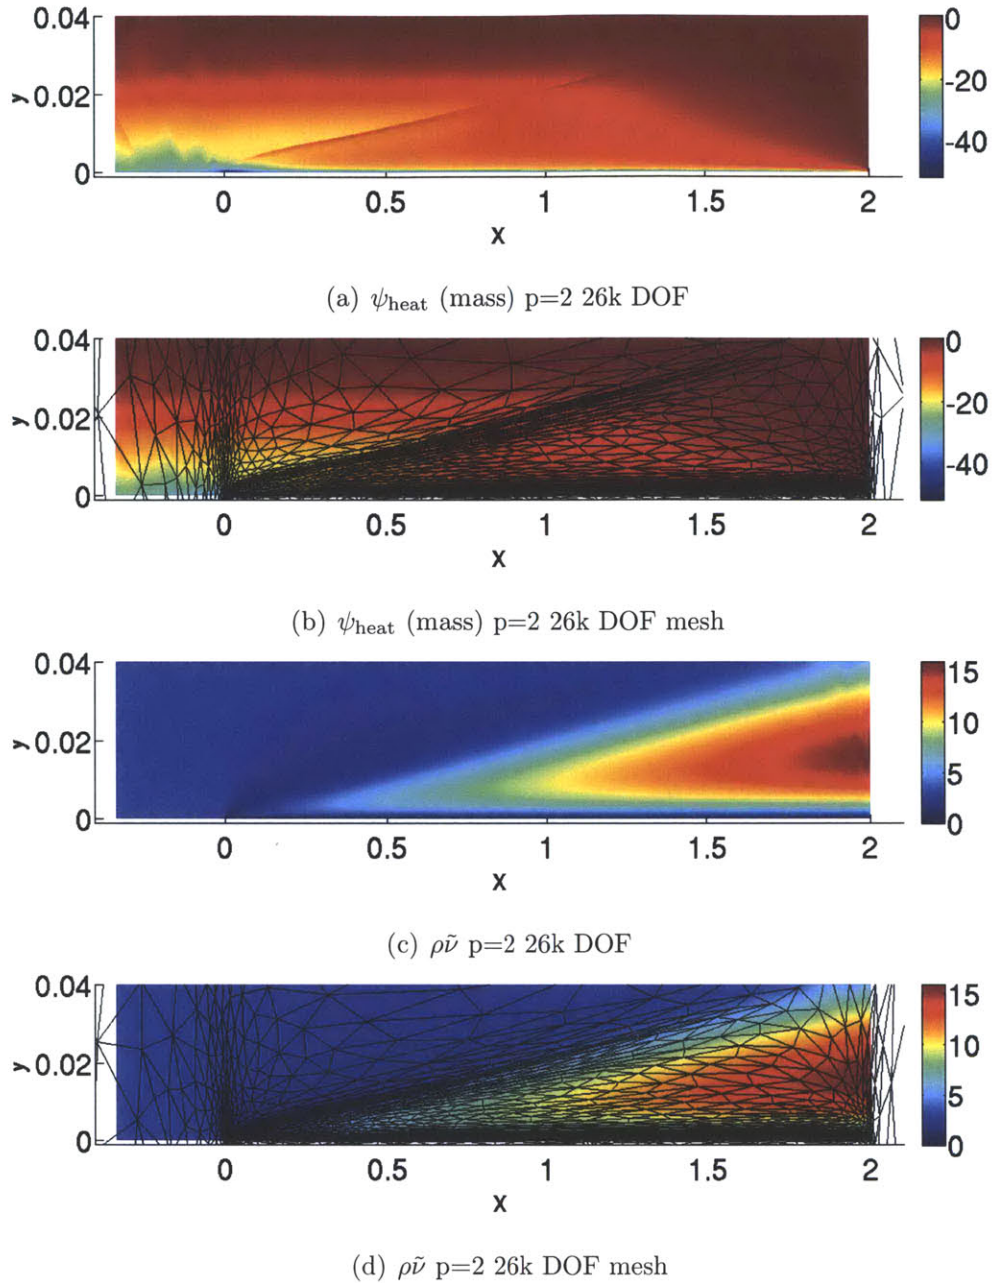 0.04
0.02
0
y
0 0.5 1 1.5 2
x
0
-20
-40
(a) ψheat (mass) p=2 26k DOF
0.04
0.02
0
y
0 0.5 1 1.5 2
x
0
-20
-40
(b) ψheat (mass) p=2 26k DOF mesh
0.04
0.02
0
y
0 0.5 1 1.5 2
x
15
10
5
0
(c) ρν̃ p=2 26k DOF
0.04
0.02
0
y
0 0.5 1 1.5 2
x
15
10
5
0
(d) ρν̃ p=2 26k DOF mesh